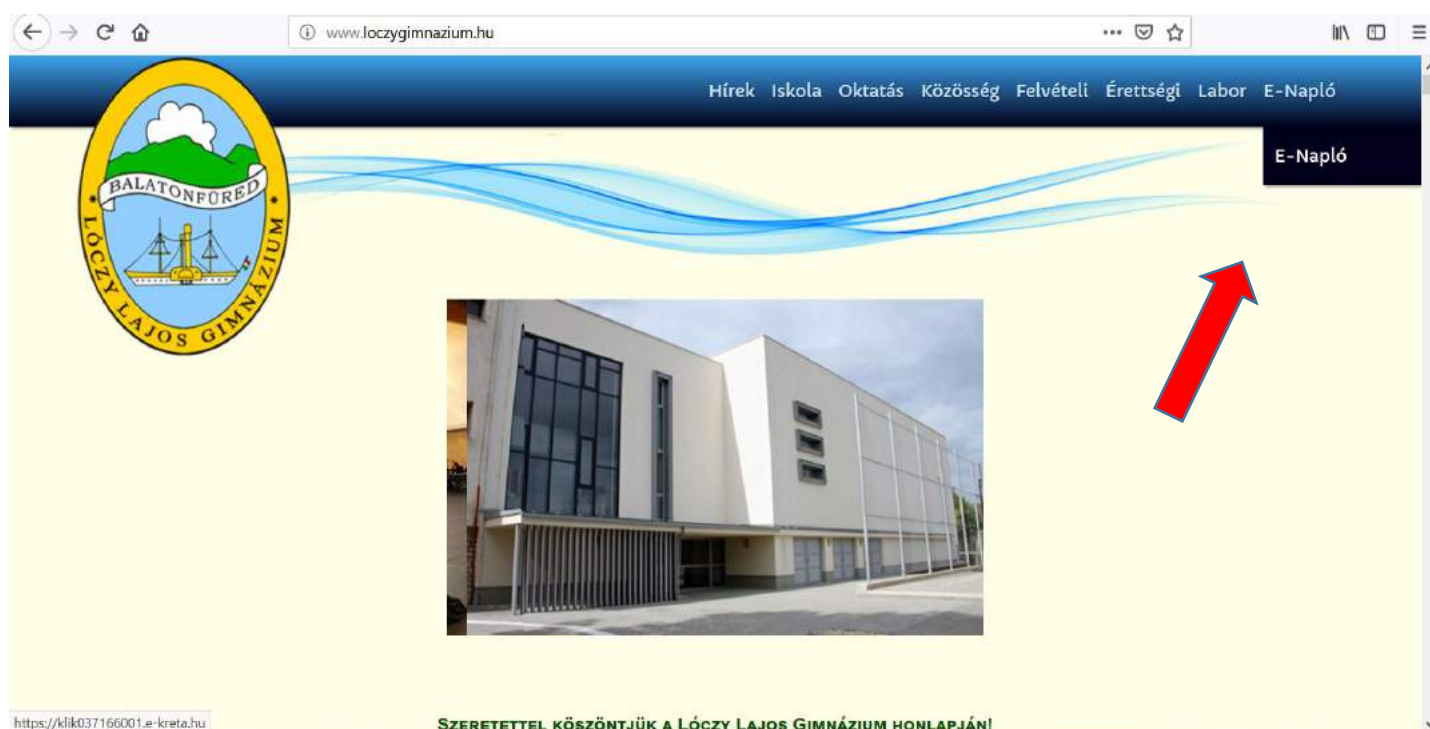 www.loczygimnazium.hu
Hírek Iskola Oktatás Közösség Felvételi Érettségi Labor E-Napló
E-Napló
BALATONFÜRED
* LÓCZY LAJOS GIMNÁZIUM *
https://klik037166001.e-kreta.hu
SZERETETTEL KÖSZÖNTJÜK A LÓCZY LAJOS GIMNÁZIUM HONLAPJÁN!